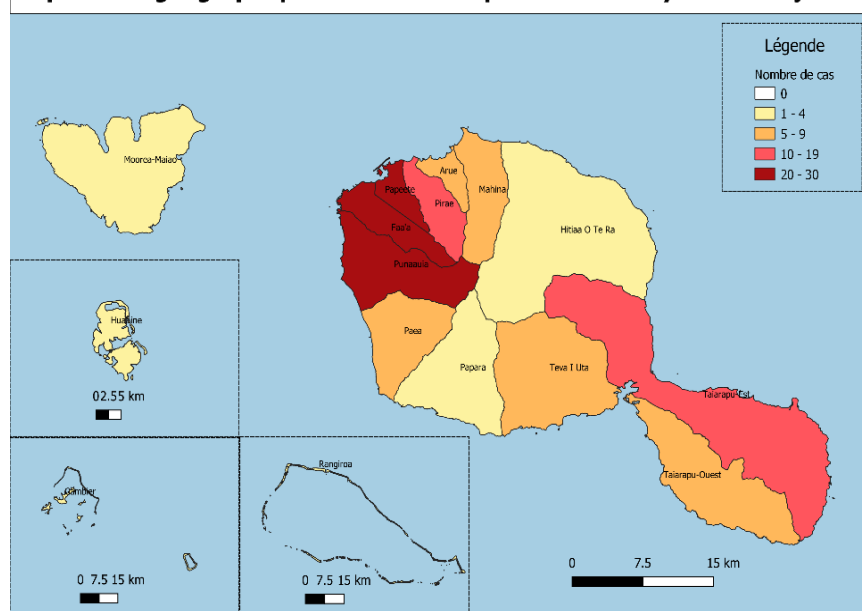 Légende
Nombre de cas
0
1 - 4
5 - 9
10 - 19
20 - 30
Moorea-Maiao
Arue
Mahina
Papeete
Pirae
Faa'a
Hitiaa O Te Ra
Punaauia
Huahine
Paea
Papara
Teva I Uta
Taiarapu-Est
02.55 km
Rangiroa
Taiarapu-Ouest
Gambier
0 7.5 15 km
0 7.5 15 km
0 7.5 15 km